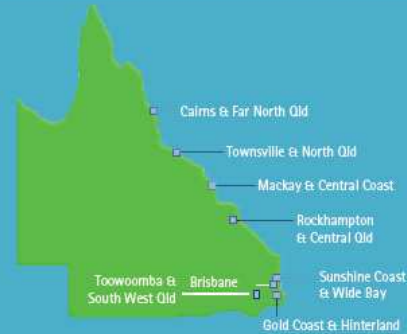 Cairns & Far North Qld
Townsville & North Qld
Mackay & Central Coast
Rockhampton
& Central Qld
Sunshine Coast
& Wide Bay
Brisbane
Toowoomba &
South West Qld
Gold Coast & Hinterland